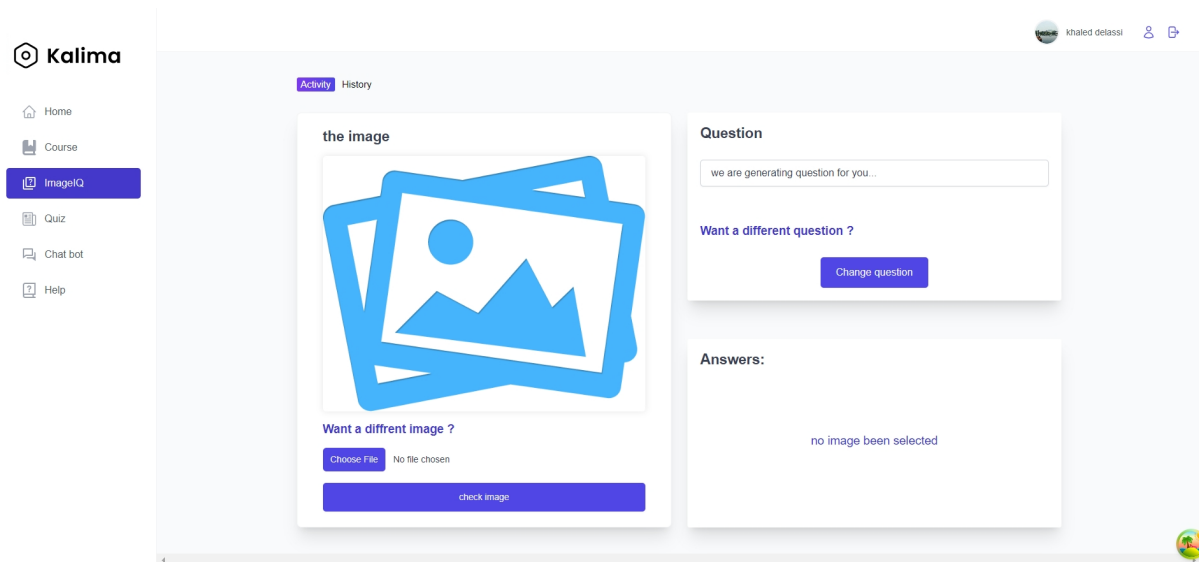 Kalima
khaled delassi
Home
Course
ImageIQ
Quiz
Chat bot
Help
Activity History
the image
Want a diffrent image ?
Choose File No file chosen
check image
Question
we are generating question for you...
Want a different question ?
Change question
Answers:
no image been selected